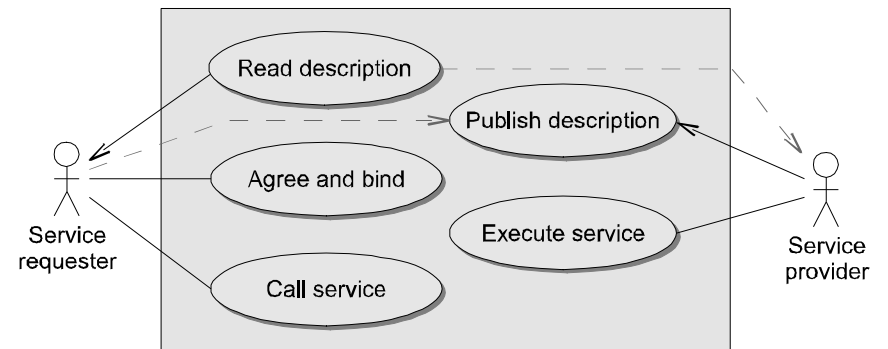 Read description
Publish description
Agree and bind
Execute service
Call service
Service
requester
Service
provider